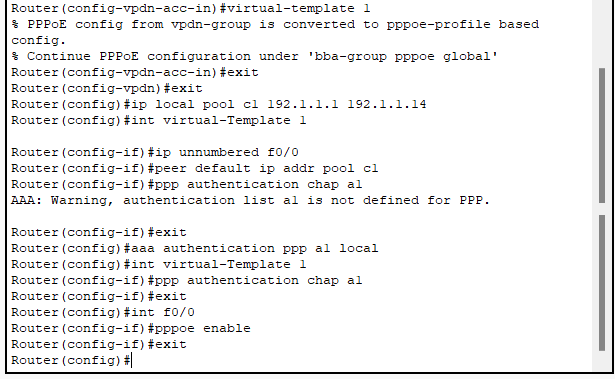 Router(config-vpdn-acc-in)#virtual-template 1
% PPPoE config from vpdn-group is converted to pppoe-profile based
config.
% Continue PPPoE configuration under 'bba-group pppoe global'
Router(config-vpdn-acc-in)#exit
Router(config-vpdn)#exit
Router(config)#ip local pool c1 192.1.1.1 192.1.1.14
Router(config)#int virtual-Template 1
Router(config-if)#ip unnumbered f0/0
Router(config-if)#peer default ip addr pool c1
Router(config-if)#ppp authentication chap a1
AAA: Warning, authentication list a1 is not defined for PPP.
Router(config-if)#exit
Router(config)#aaa authentication ppp a1 local
Router(config)#int virtual-Template 1
Router(config-if)#ppp authentication chap a1
Router(config-if)#exit
Router(config)#int f0/0
Router(config-if)#pppoe enable
Router(config-if)#exit
Router(config)#